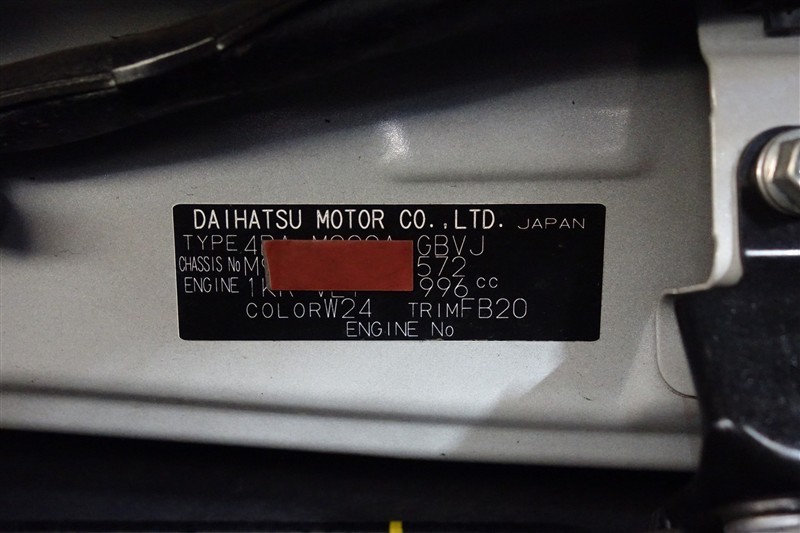 DAIHATSU MOTOR CO.,LTD. JAPAN
TYPE GBVJ
CHASSIS No 572
ENGINE 996 cc
COLOR W24 TRIM FB20
ENGINE No